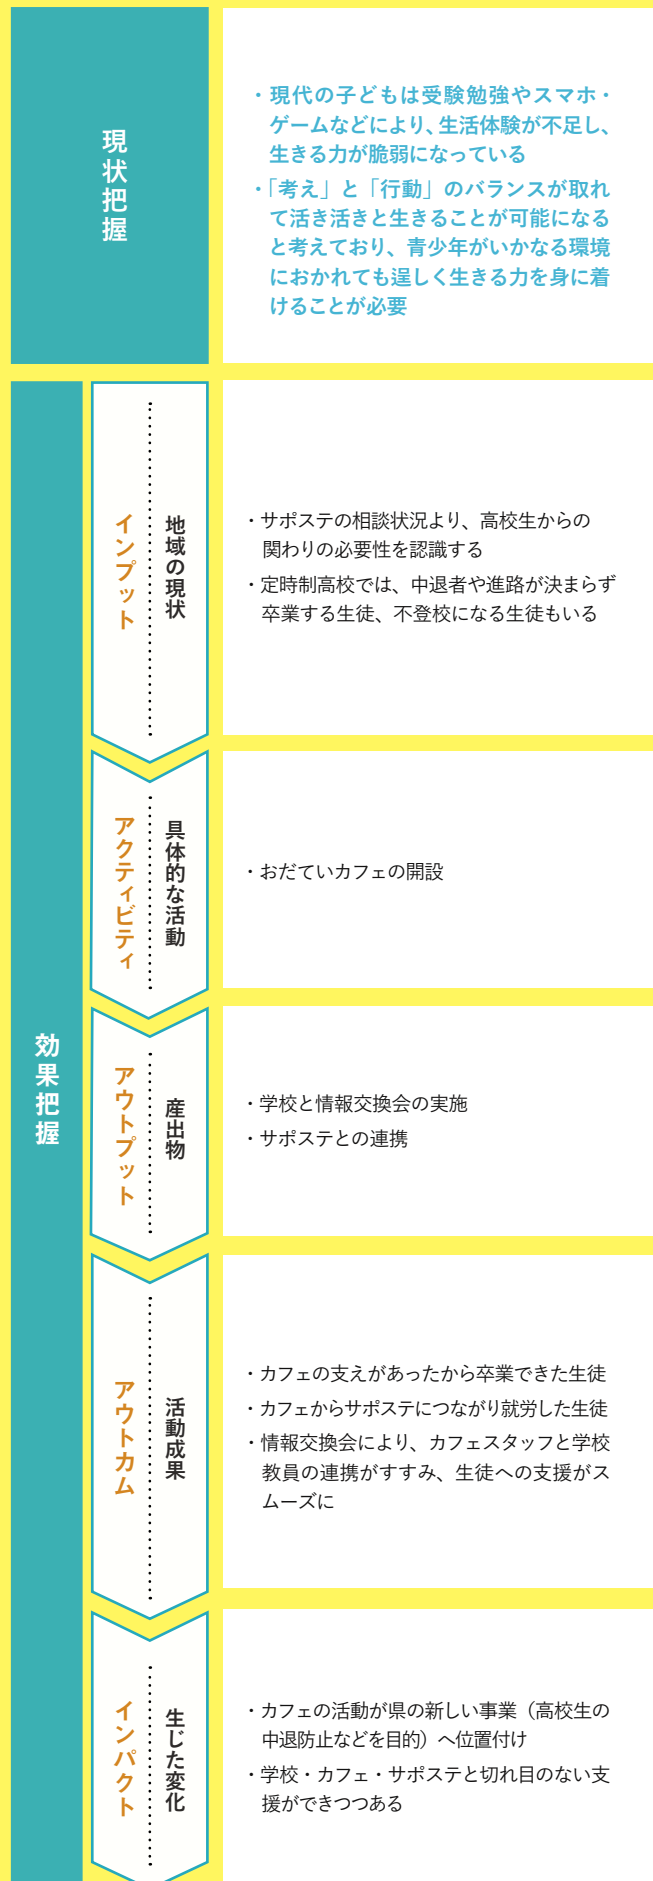 現状把握
・現代の子どもは受験勉強やスマホ・
ゲームなどにより、生活体験が不足し、
生きる力が脆弱になっている
・「考え」と「行動」のバランスが取れ
て活き活きと生きることが可能になる
と考えており、青少年がいかなる環境
におかれても逞しく生きる力を身に着
けることが必要
効果把握
地域の現状
インプット
・サポステの相談状況より、高校生からの
関わりの必要性を認識する
・定時制高校では、中退者や進路が決まらず
卒業する生徒、不登校になる生徒もいる
具体的な活動
アクティビティ
・おだていカフェの開設
産出物
アウトプット
・学校と情報交換会の実施
・サポステとの連携
活動成果
アウトカム
・カフェの支えがあったから卒業できた生徒
・カフェからサポステにつながり就労した生徒
・情報交換会により、カフェスタッフと学校
教員の連携がすすみ、生徒への支援がス
ムーズに
生じた変化
インパクト
・カフェの活動が県の新しい事業（高校生の
中退防止などを目的）へ位置付け
・学校・カフェ・サポステと切れ目のない支
援ができつつある